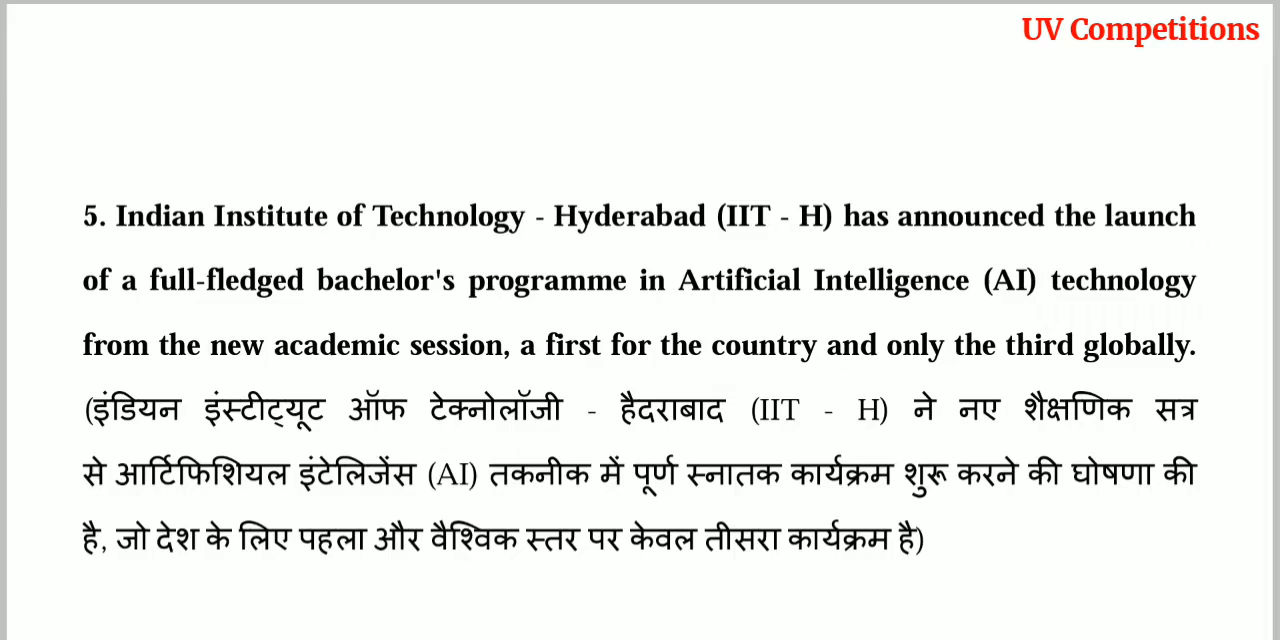 UV Competitions
5. Indian Institute of Technology - Hyderabad (IIT - H) has announced the launch
of a full-fledged bachelor's programme in Artificial Intelligence (AI) technology
from the new academic session, a first for the country and only the third globally.
(इंडियन इंस्टीट्यूट ऑफ टेक्नोलॉजी - हैदराबाद (IIT - H) ने नए शैक्षणिक सत्र
से आर्टिफिशियल इंटेलिजेंस (AI) तकनीक में पूर्ण स्नातक कार्यक्रम शुरू करने की घोषणा की
है, जो देश के लिए पहला और वैश्विक स्तर पर केवल तीसरा कार्यक्रम है)